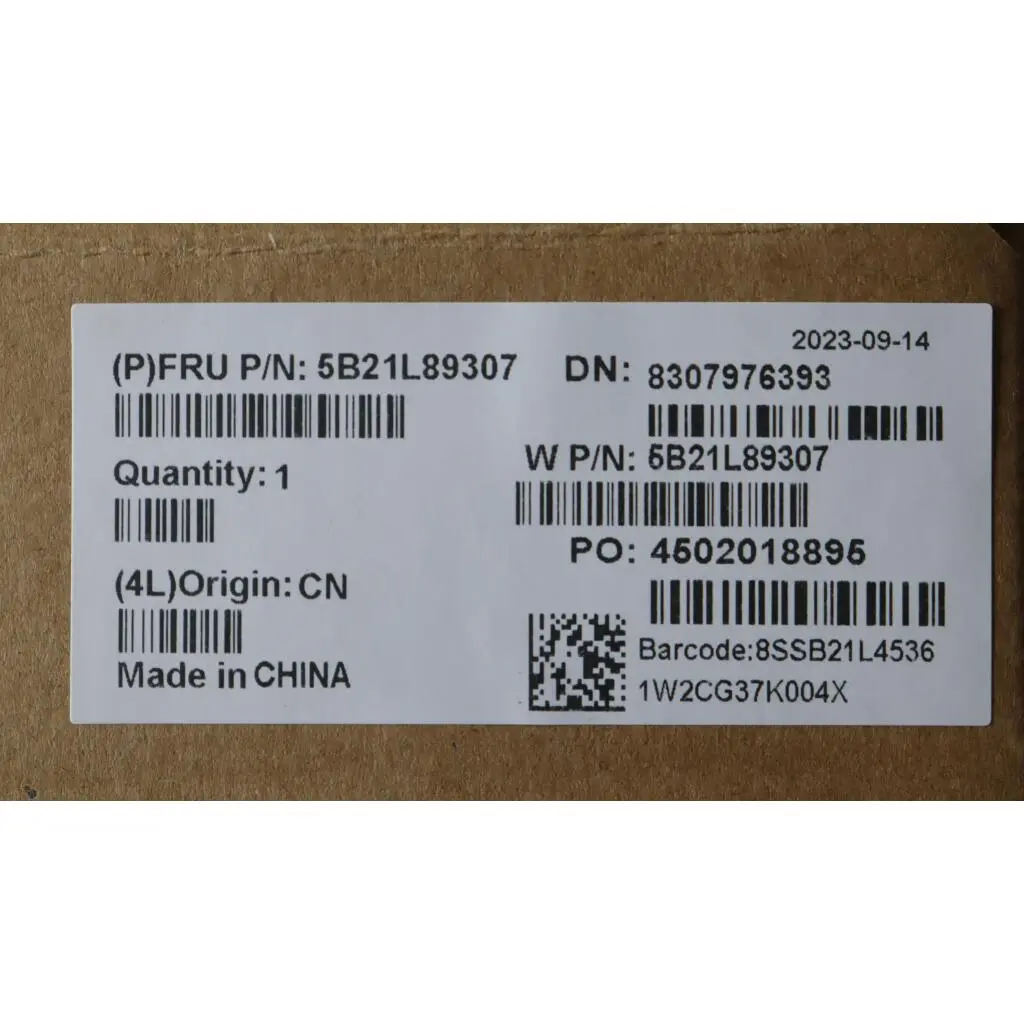 2023-09-14
(P)FRU P/N: 5B21L89307
DN: 8307976393
W P/N: 5B21L89307
Quantity: 1
PO: 4502018895
(4L)Origin: CN
Barcode:8SSB21L4536
Made in CHINA
1W2CG37K004X